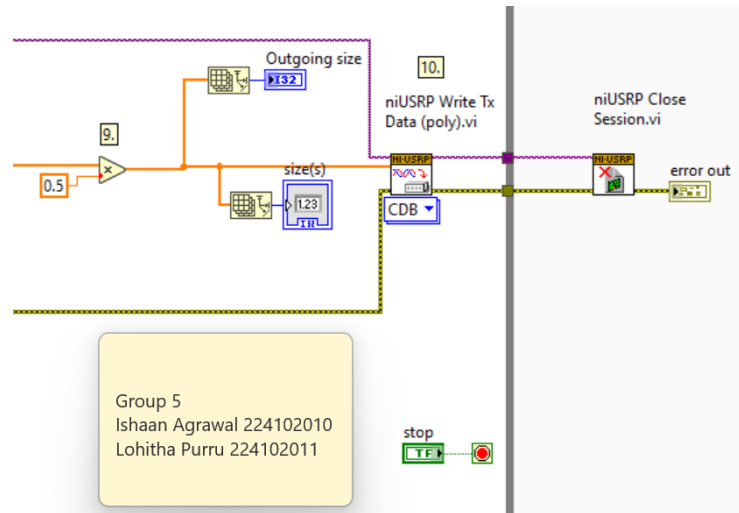 Outgoing size
I32
10.
niUSRP Write Tx
Data (poly).vi
niUSRP Close
Session.vi
9.
×
0.5
size(s)
1.23
I32
NI-USRP
CDB
NI-USRP
error out
Group 5
Ishaan Agrawal 224102010
Lohitha Purru 224102011
stop
TF